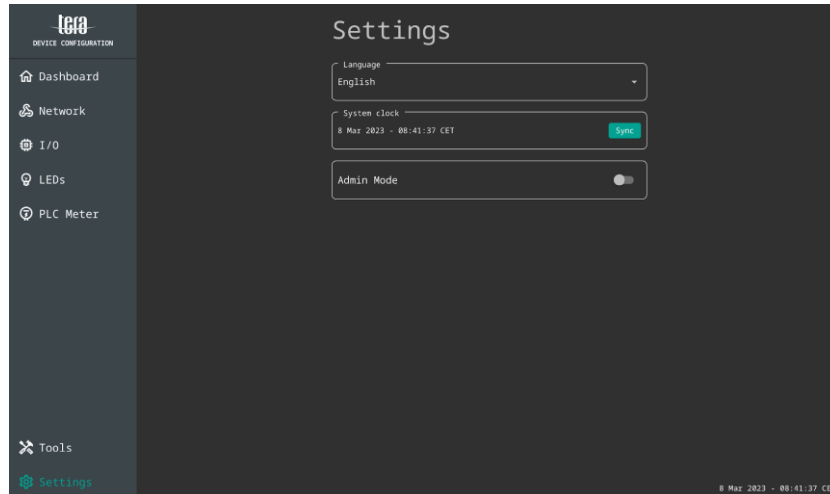 tera
DEVICE CONFIGURATION
Dashboard
Network
I/O
LEDs
PLC Meter
Tools
Settings
Settings
Language
English
System clock
8 Mar 2023 - 08:41:37 CET
Sync
Admin Mode
8 Mar 2023 - 08:41:37 CE